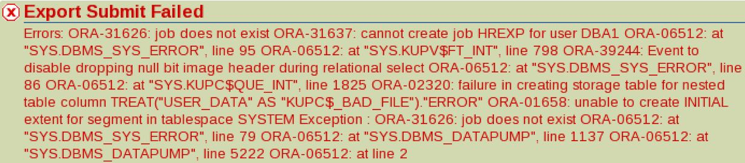 Export Submit Failed
Errors: ORA-31626: job does not exist ORA-31637: cannot create job HREXP for user DBA1 ORA-06512: at
"SYS.DBMS_SYS_ERROR", line 95 ORA-06512: at "SYS.KUPV$FT_INT", line 798 ORA-39244: Event to
disable dropping null bit image header during relational select ORA-06512: at "SYS.DBMS_SYS_ERROR", line
86 ORA-06512: at "SYS.KUPC$QUE_INT", line 1825 ORA-02320: failure in creating storage table for nested
table column TREAT("USER_DATA" AS "KUPC$_BAD_FILE")."ERROR" ORA-01658: unable to create INITIAL
extent for segment in tablespace SYSTEM Exception : ORA-31626: job does not exist ORA-06512: at
"SYS.DBMS_SYS_ERROR", line 79 ORA-06512: at "SYS.DBMS_DATAPUMP", line 1137 ORA-06512: at
"SYS.DBMS_DATAPUMP", line 5222 ORA-06512: at line 2